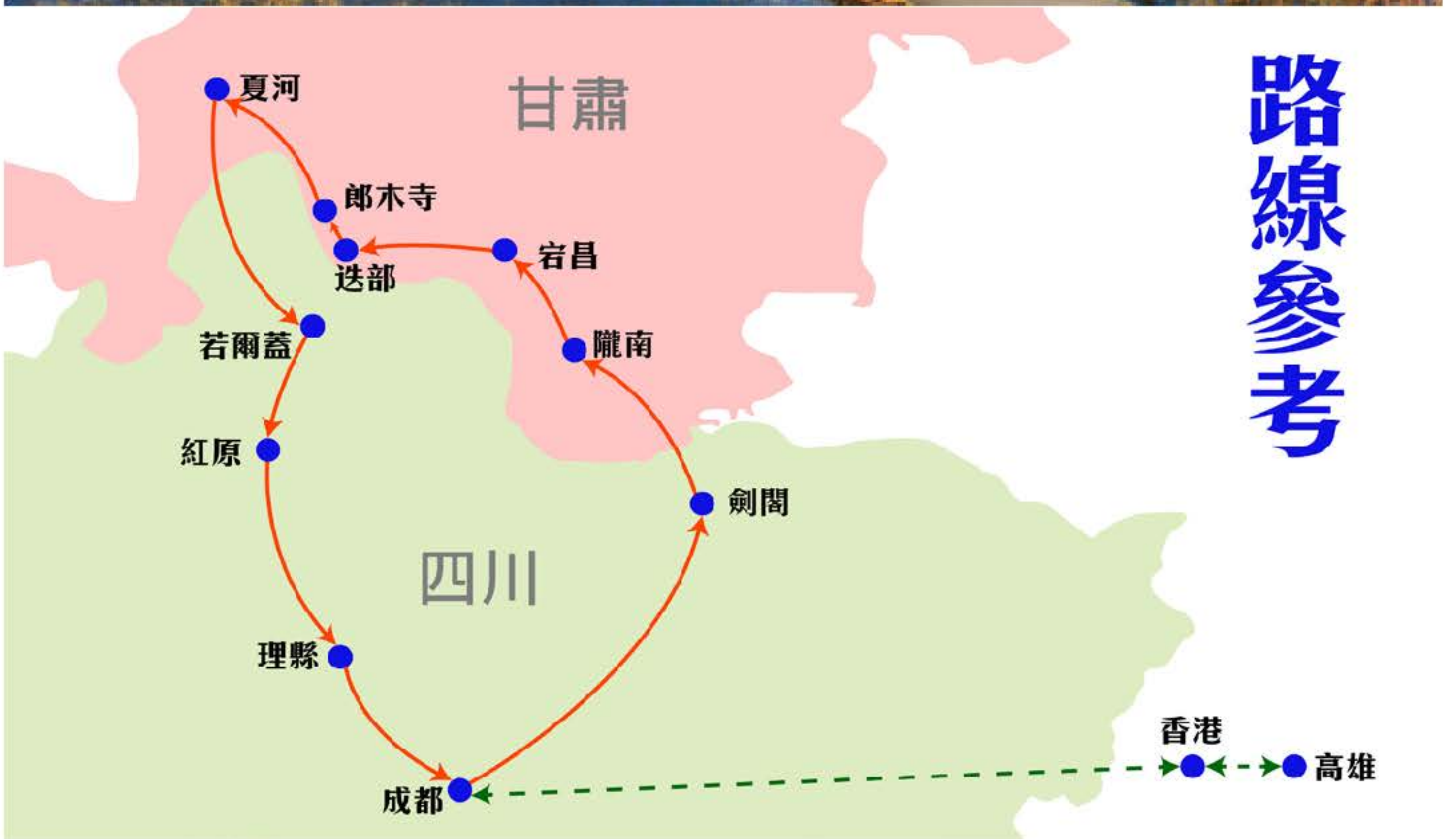 路線參考
甘肅
夏河
郎木寺
宕昌
迭部
若爾蓋
隴南
紅原
劍閣
四川
理縣
香港
高雄
成都